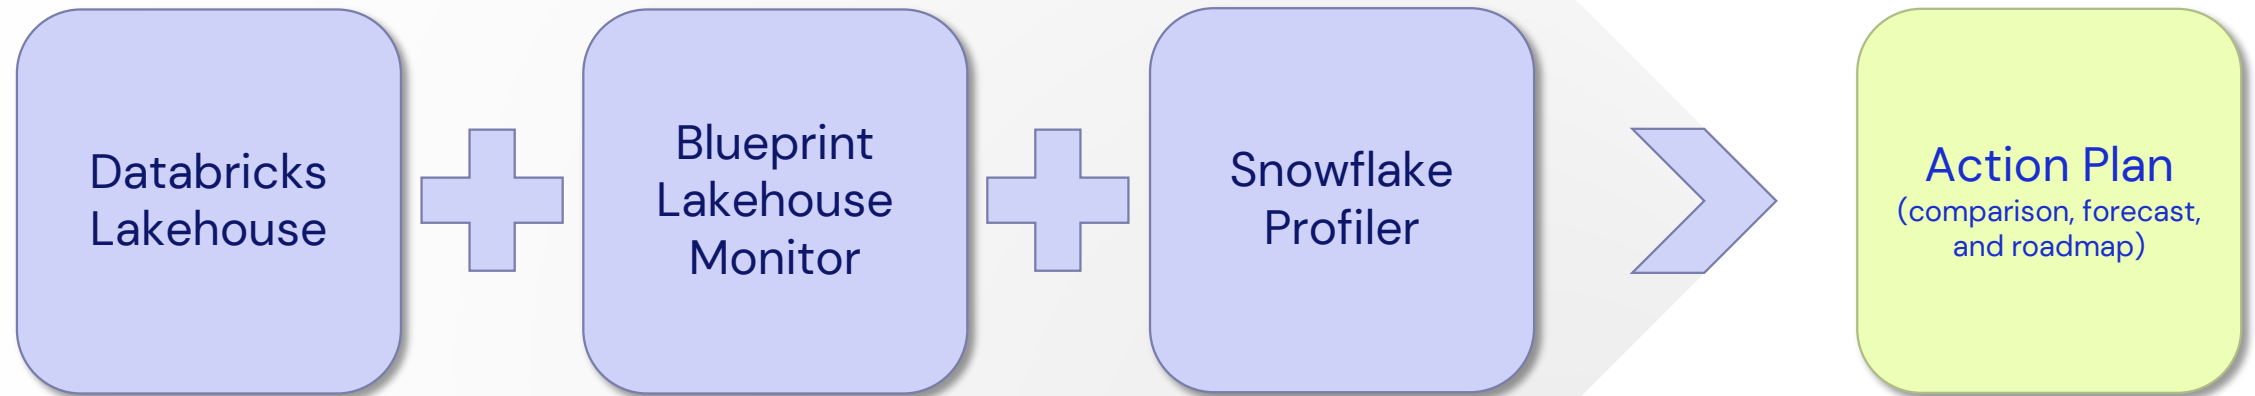 Databricks
Lakehouse
Blueprint
Lakehouse
Monitor
Snowflake
Profiler
Action Plan
(comparison, forecast,
and roadmap)